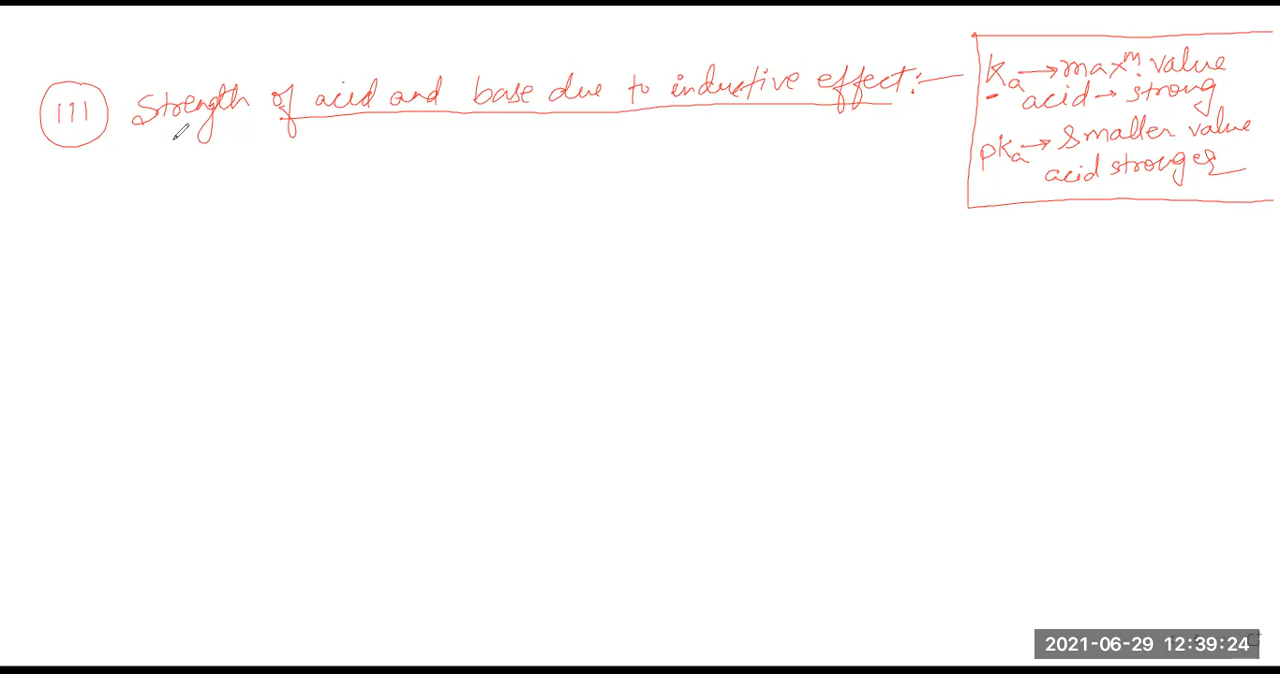 111 Strength of acid and base due to inductive effect:-
Ka → maxm value
acid → strong
pKa → Smaller value
acid stronger
2021-06-29 12:39:24